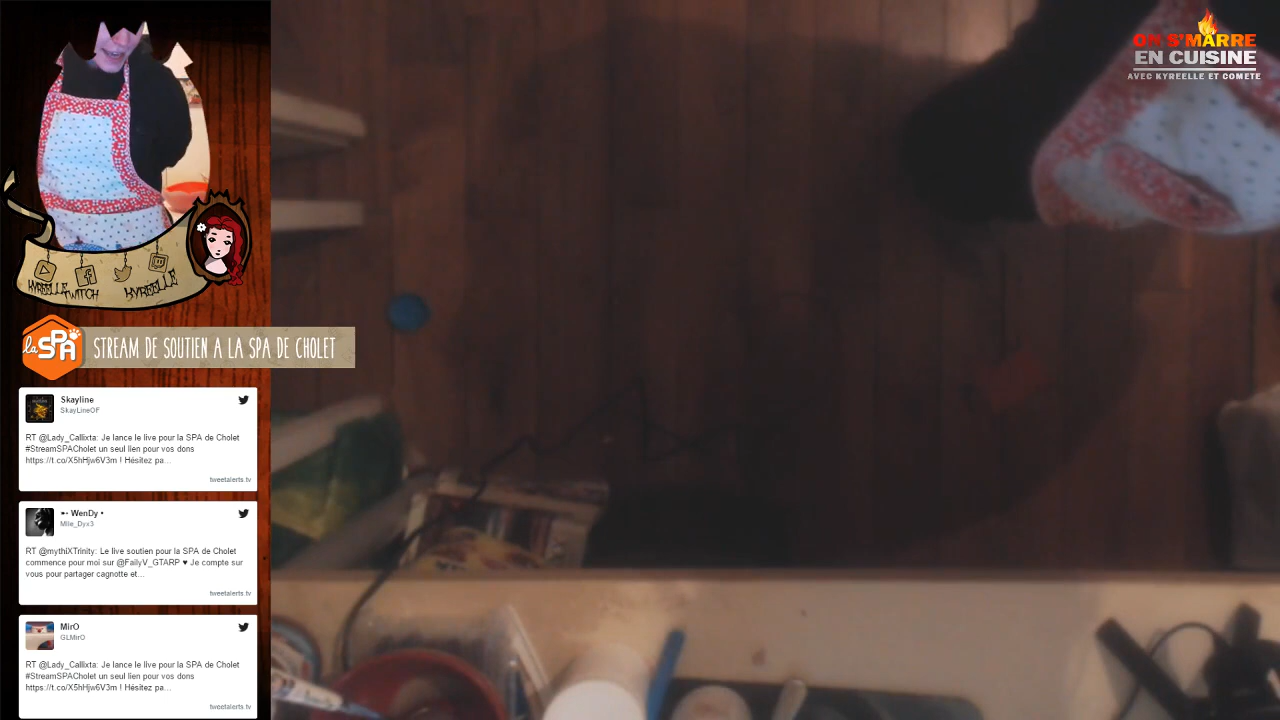 ON S'MARRE
EN CUISINE
AVEC KYREELLE ET COMETE
KYREELLE
TWITCH
KYREELLE
la SPA
STREAM DE SOUTIEN A LA SPA DE CHOLET
Skayline
SkayLineOF
RT @Lady_Callixta: Je lance le live pour la SPA de Cholet
#StreamSPACholet un seul lien pour vos dons
https://t.co/X5hHjw6V3m ! Hésitez pa...
tweetalerts.tv
➸ WenDy •
Mlle_Dyx3
RT @mythiXTrinity: Le live soutien pour la SPA de Cholet
commence pour moi sur @FailyV_GTARP ♥ Je compte sur
vous pour partager cagnotte et...
tweetalerts.tv
MirO
GLMirO
RT @Lady_Callixta: Je lance le live pour la SPA de Cholet
#StreamSPACholet un seul lien pour vos dons
https://t.co/X5hHjw6V3m ! Hésitez pa...
tweetalerts.tv